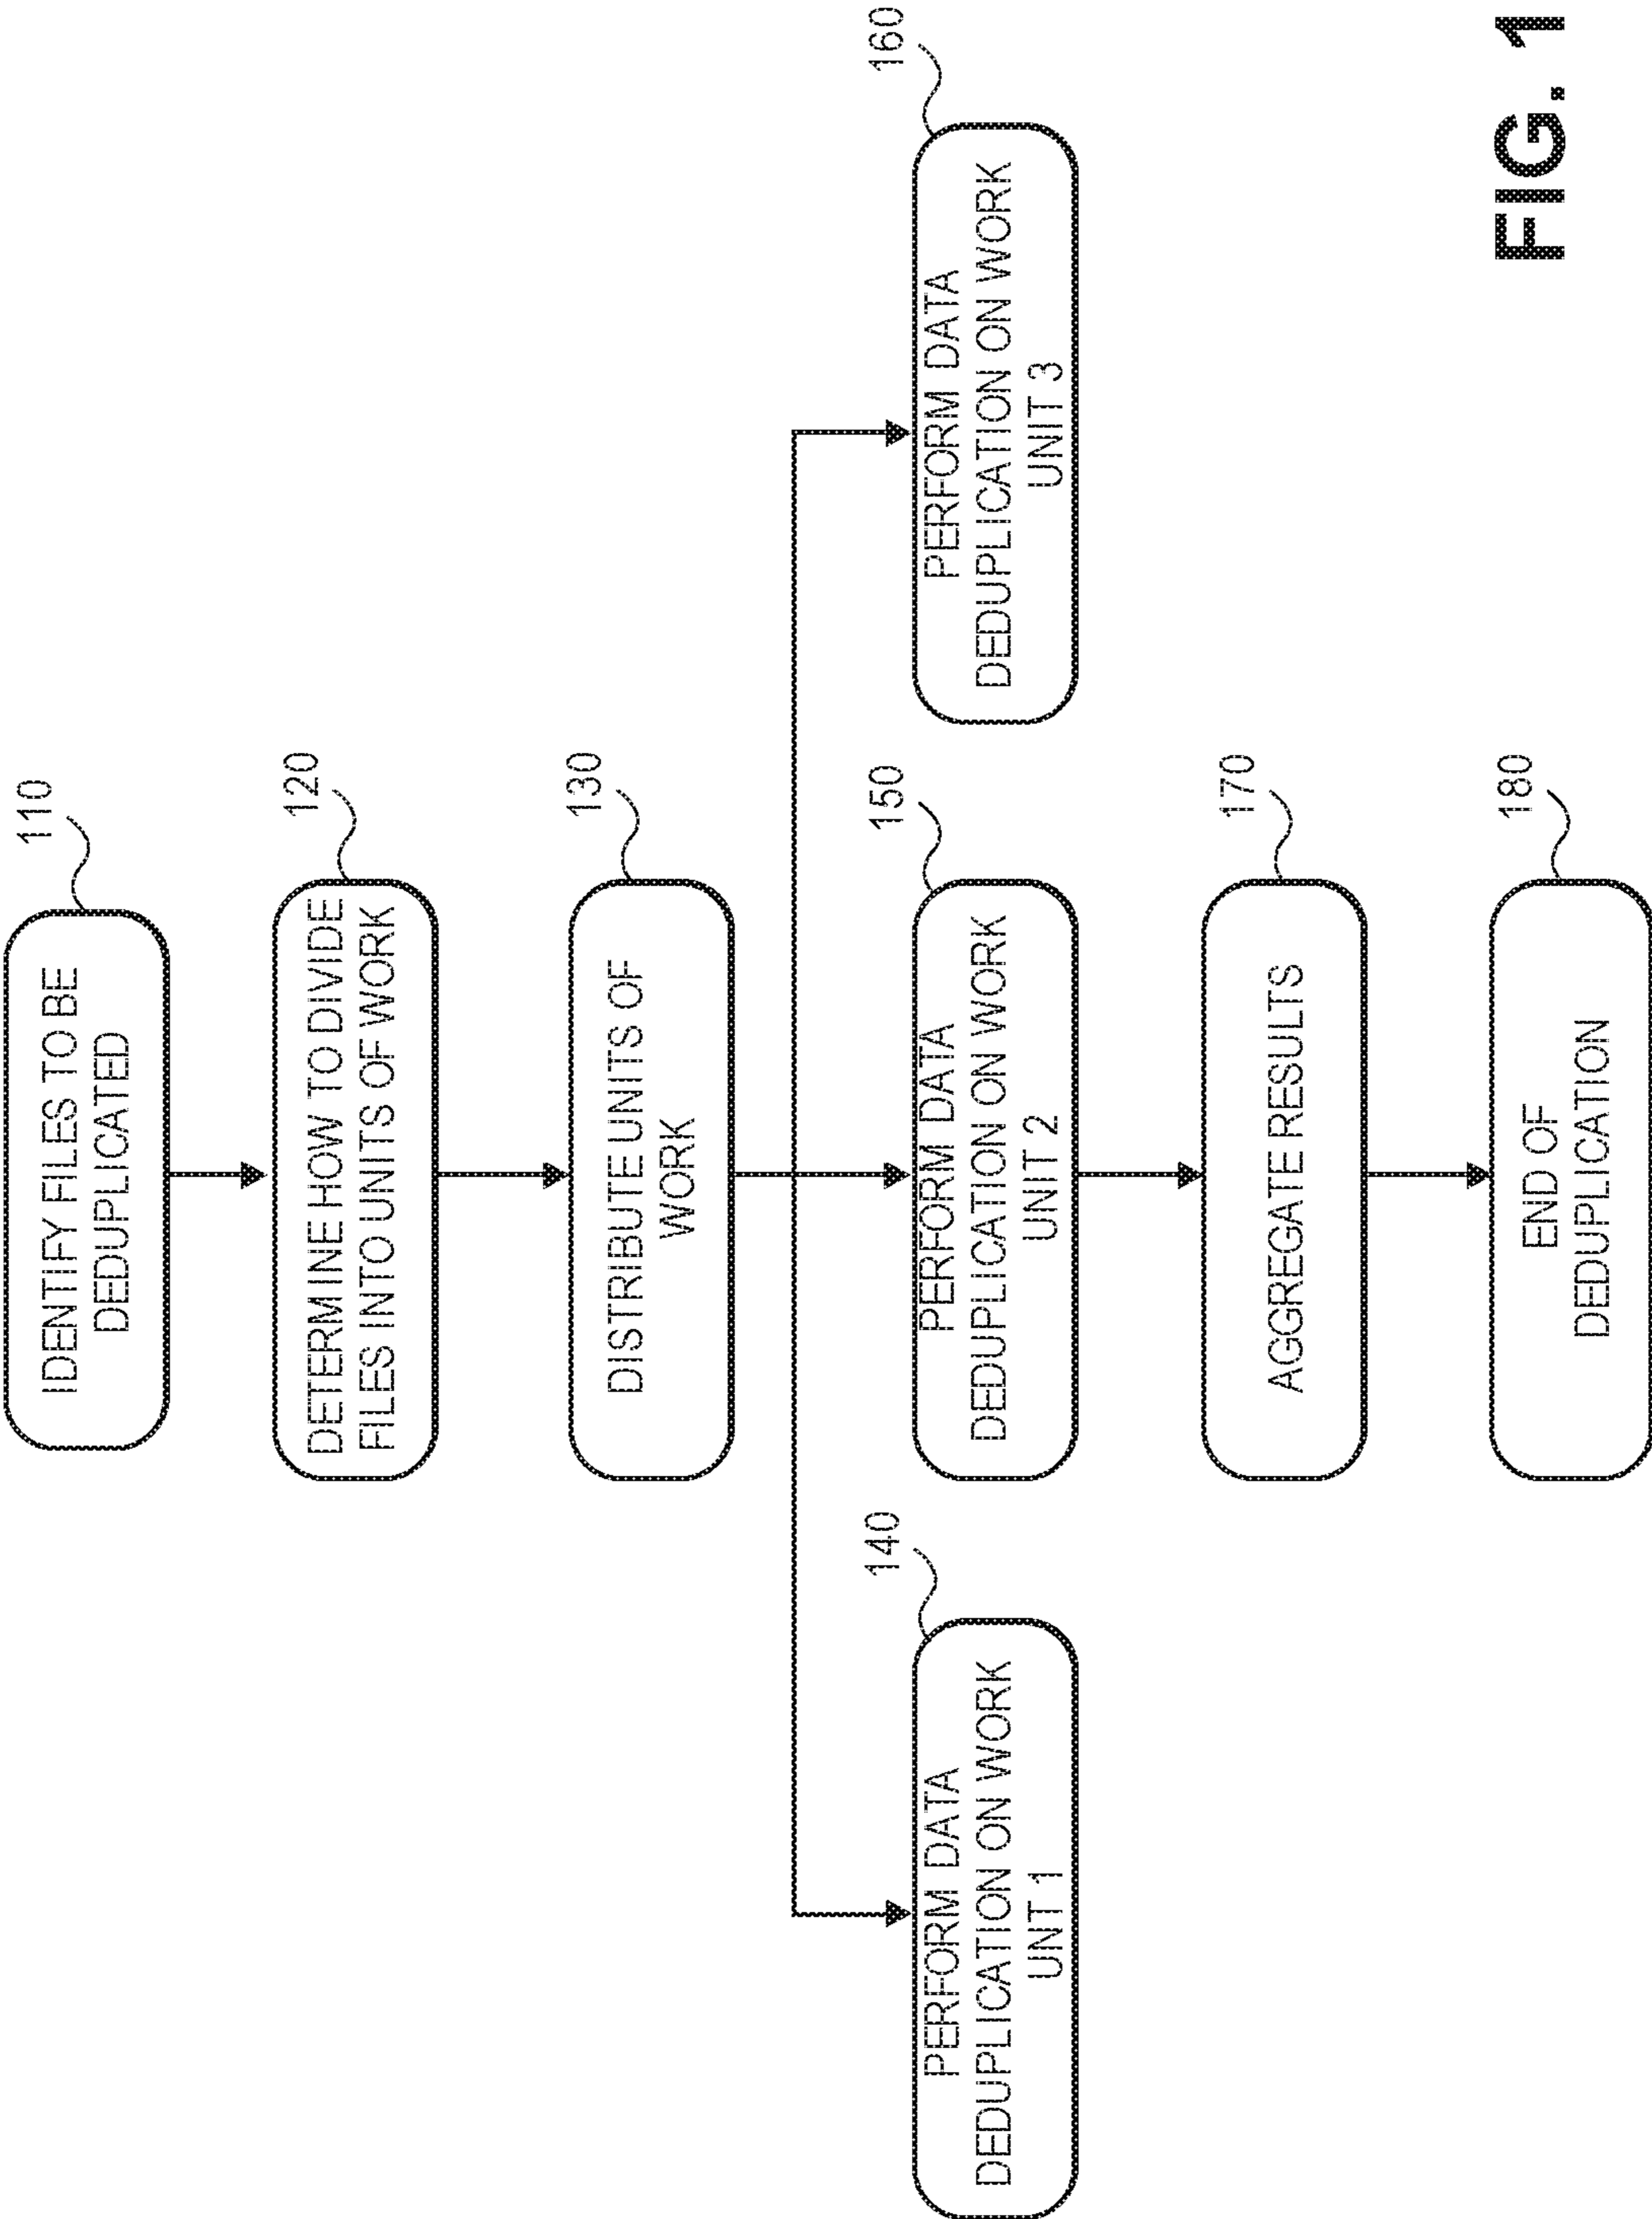 110
IDENTIFY FILES TO BE
DEDUPLICATED
120
DETERMINE HOW TO DIVIDE
FILES INTO UNITS OF WORK
130
DISTRIBUTE UNITS OF
WORK
140
PERFORM DATA
DEDUPLICATION ON WORK
UNIT 1
150
PERFORM DATA
DEDUPLICATION ON WORK
UNIT 2
160
PERFORM DATA
DEDUPLICATION ON WORK
UNIT 3
170
AGGREGATE RESULTS
180
END OF
DEDUPLICATION
FIG. 1